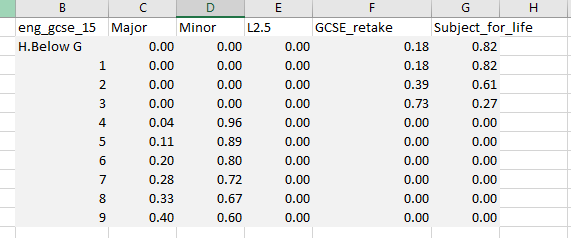 B C D E F G H
eng_gcse_15 Major Minor L2.5 GCSE_retake Subject_for_life
H.Below G 0.00 0.00 0.00 0.18 0.82
1 0.00 0.00 0.00 0.18 0.82
2 0.00 0.00 0.00 0.39 0.61
3 0.00 0.00 0.00 0.73 0.27
4 0.04 0.96 0.00 0.00 0.00
5 0.11 0.89 0.00 0.00 0.00
6 0.20 0.80 0.00 0.00 0.00
7 0.28 0.72 0.00 0.00 0.00
8 0.33 0.67 0.00 0.00 0.00
9 0.40 0.60 0.00 0.00 0.00